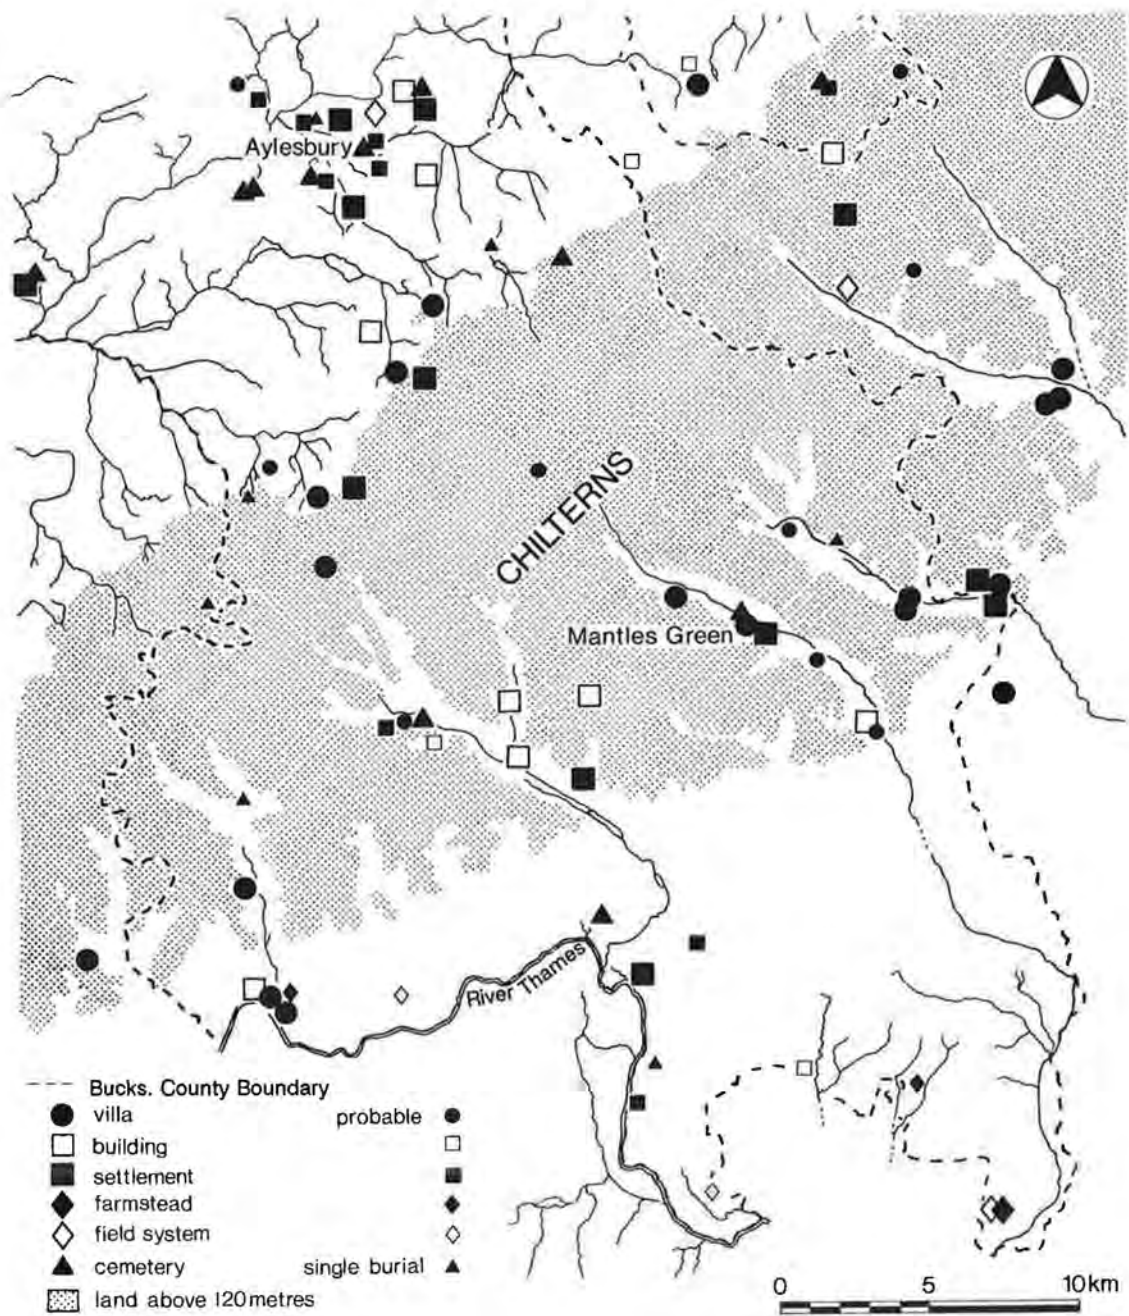 Aylesbury
CHILTERNS
Mantles Green
River Thames
Bucks. County Boundary
villa
probable
building
settlement
farmstead
field system
cemetery
single burial
land above 120 metres
0 5 10km